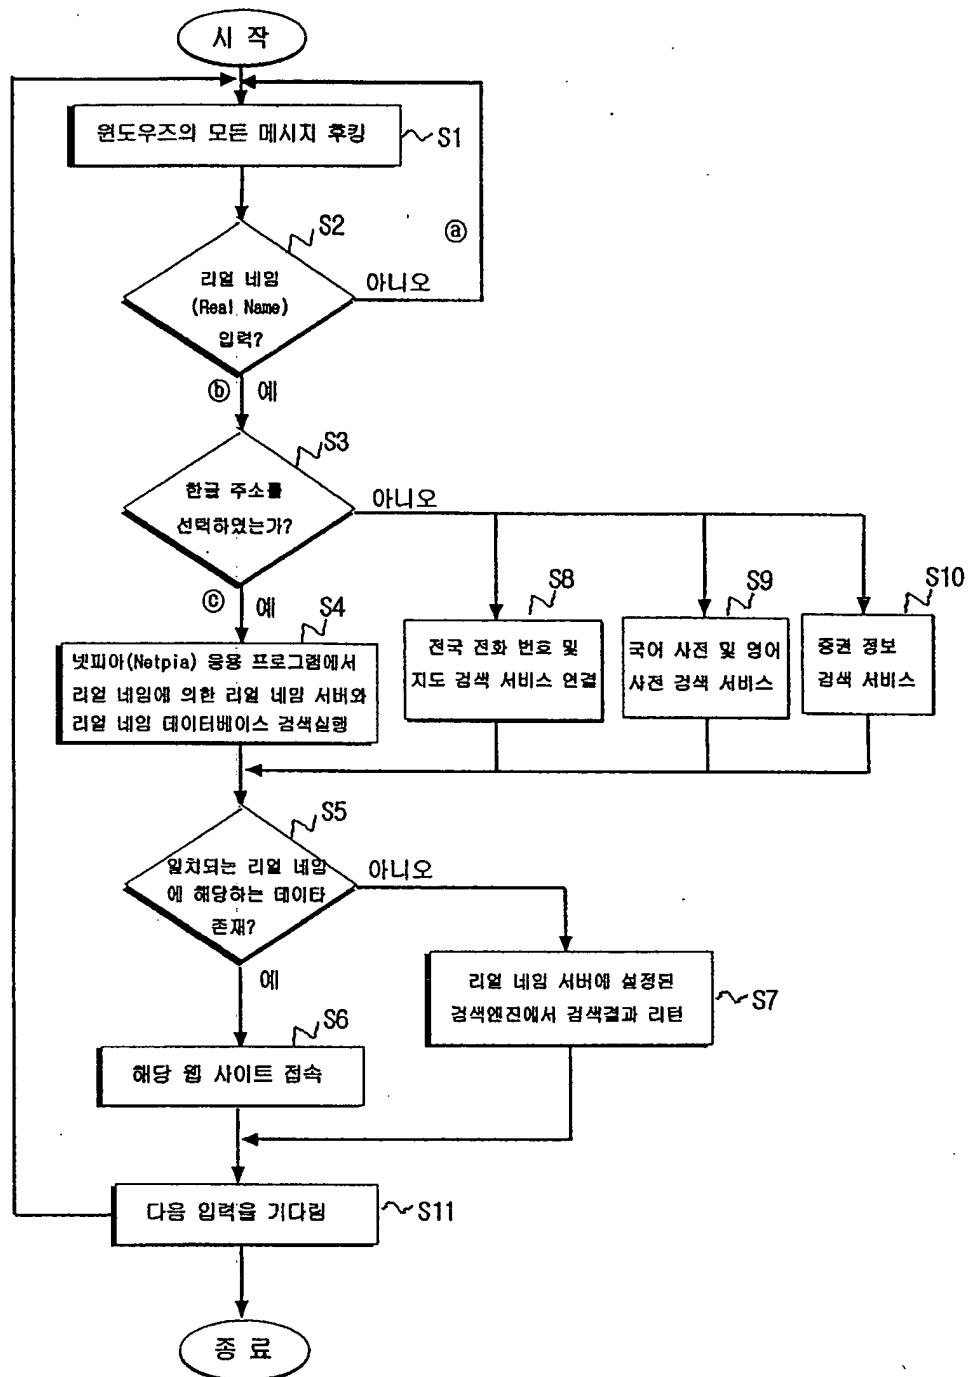 시 작
윈도우즈의 모든 메시지 후킹
S1
S2
ⓐ
리얼 네임
(Real Name)
입력?
아니오
ⓑ 예
S3
한글 주소를
선택하였는가?
아니오
ⓒ 예
S4
넷피아(Netpia) 응용 프로그램에서
리얼 네임에 의한 리얼 네임 서버와
리얼 네임 데이터베이스 검색실행
S8
전국 전화 번호 및
지도 검색 서비스 연결
S9
국어 사전 및 영어
사전 검색 서비스
S10
증권 정보
검색 서비스
S5
일치되는 리얼 네임
에 해당하는 데이타
존재?
아니오
예
리얼 네임 서버에 설정된
검색엔진에서 검색결과 리턴
S7
S6
해당 웹 사이트 접속
다음 입력을 기다림
S11
종 료